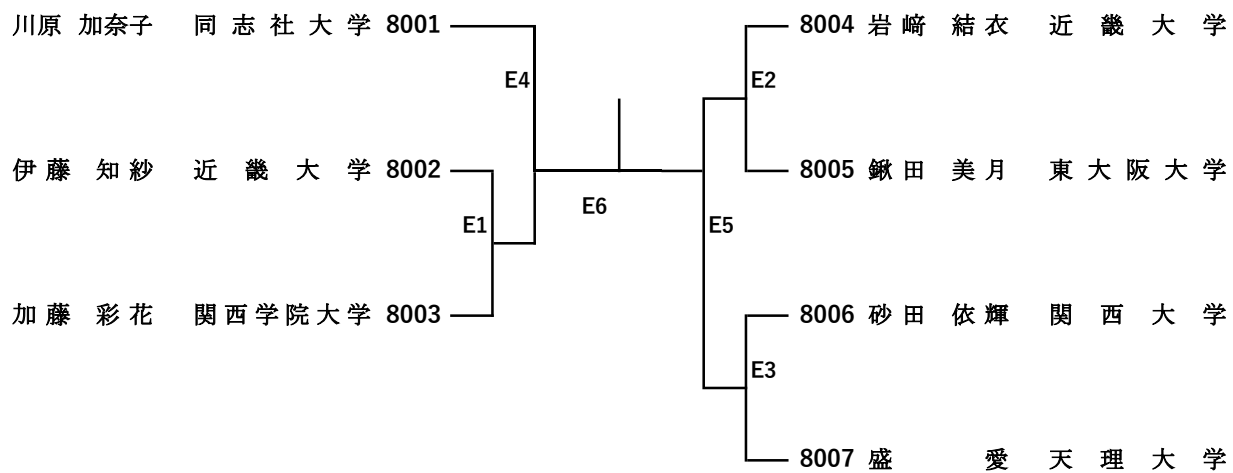 川原 加奈子 同志社大学 8001
E4
伊藤 知紗 近畿大学 8002
E1
加藤 彩花 関西学院大学 8003
E6
8004 岩﨑 結衣 近畿大学
E2
8005 鍬田 美月 東大阪大学
E5
8006 砂田 依輝 関西大学
E3
8007 盛 愛 天理大学